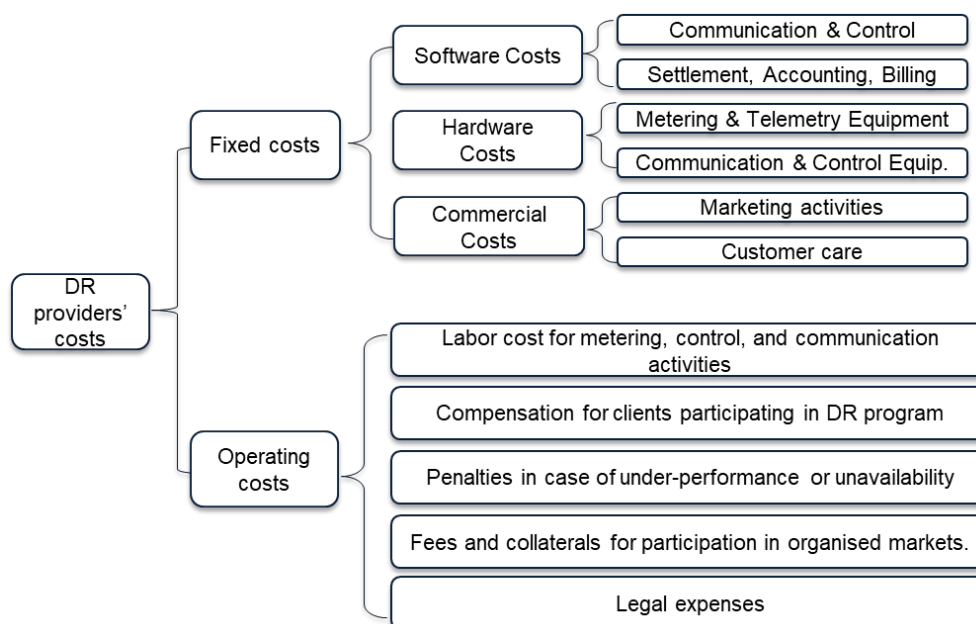 DR
providers’
costs
Fixed costs
Software Costs
Communication & Control
Settlement, Accounting, Billing
Hardware
Costs
Metering & Telemetry Equipment
Communication & Control Equip.
Commercial
Costs
Marketing activities
Customer care
Operating
costs
Labor cost for metering, control, and communication
activities
Compensation for clients participating in DR program
Penalties in case of under-performance or unavailability
Fees and collaterals for participation in organised markets.
Legal expenses